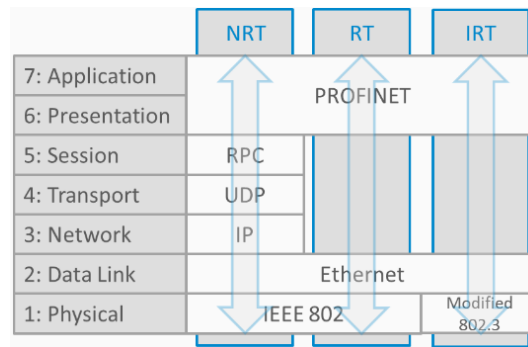 NRT RT IRT
7: Application
PROFINET
6: Presentation
5: Session RPC
4: Transport UDP
3: Network IP
2: Data Link Ethernet
1: Physical IEEE 802 Modified
802.3